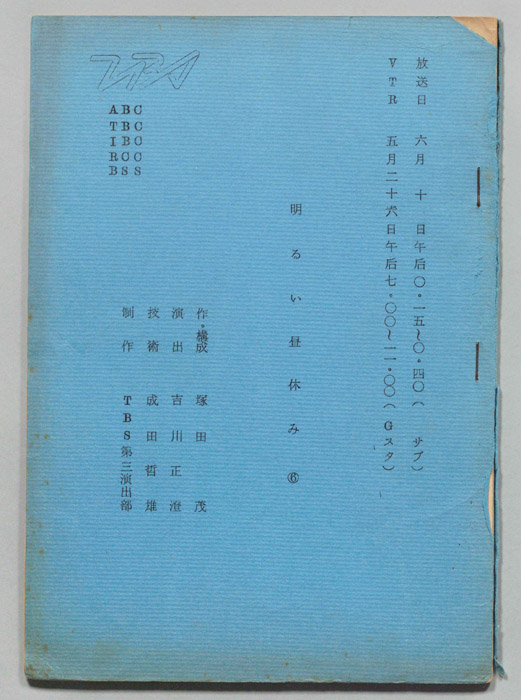 放送日 六月 十 日午后〇・一五～〇・四〇( サブ)
VTR 五月二十六日午后七・〇〇～一一・〇〇(Gスタ)
明るい昼休み ⑥
作・構成 塚田 茂
演出 吉川正澄
技術 成田哲雄
制作 TBS第三演出部
ABC
TBC
IBC
RCC
BSS